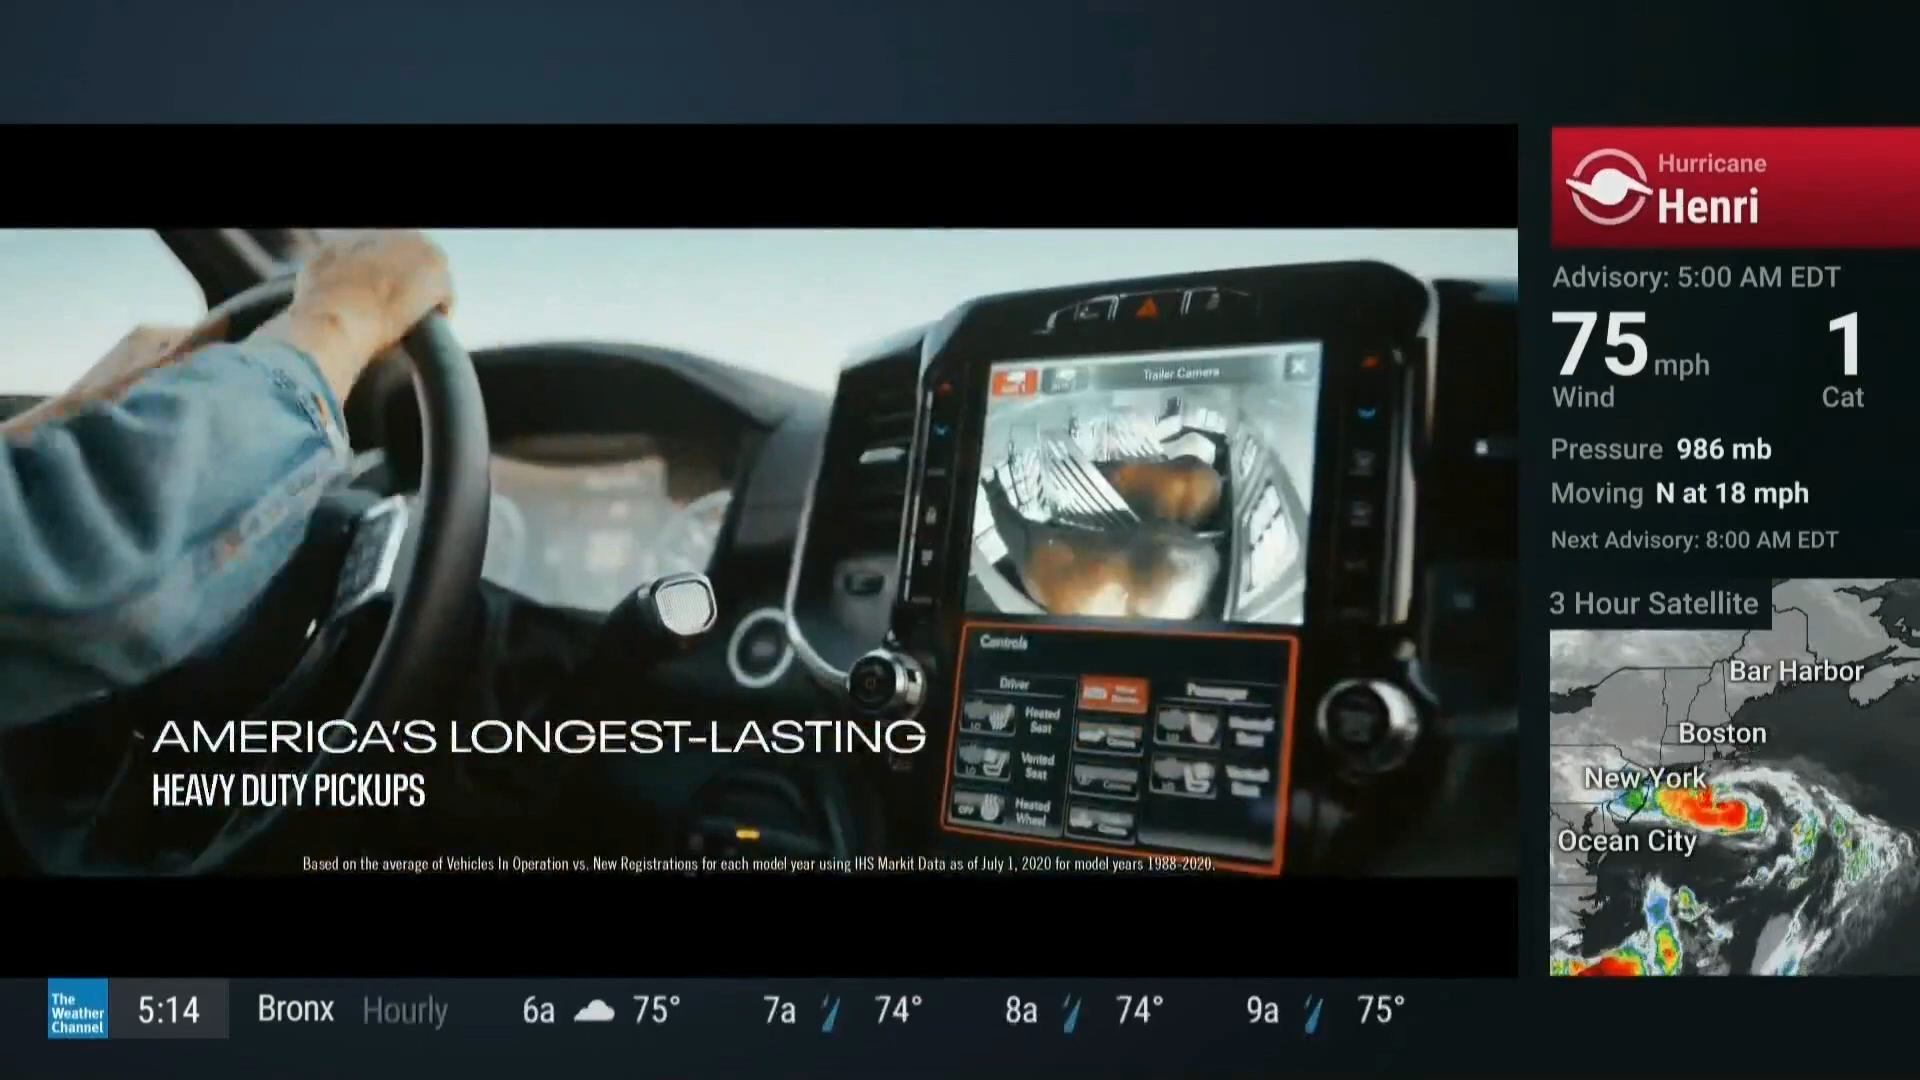 Trailer Camera
Controls
Driver
Passenger
Heated
Seat
Vented
Seat
Heated
Wheel
LO
LO
OFF
AMERICA'S LONGEST-LASTING
HEAVY DUTY PICKUPS
Based on the average of Vehicles In Operation vs. New Registrations for each model year using IHS Markit Data as of July 1, 2020 for model years 1988-2020.
Hurricane
Henri
Advisory: 5:00 AM EDT
75 mph 1
Wind Cat
Pressure 986 mb
Moving N at 18 mph
Next Advisory: 8:00 AM EDT
3 Hour Satellite
Bar Harbor
Boston
New York
Ocean City
The
Weather
Channel
5:14 Bronx Hourly 6a 75° 7a 74° 8a 74° 9a 75°